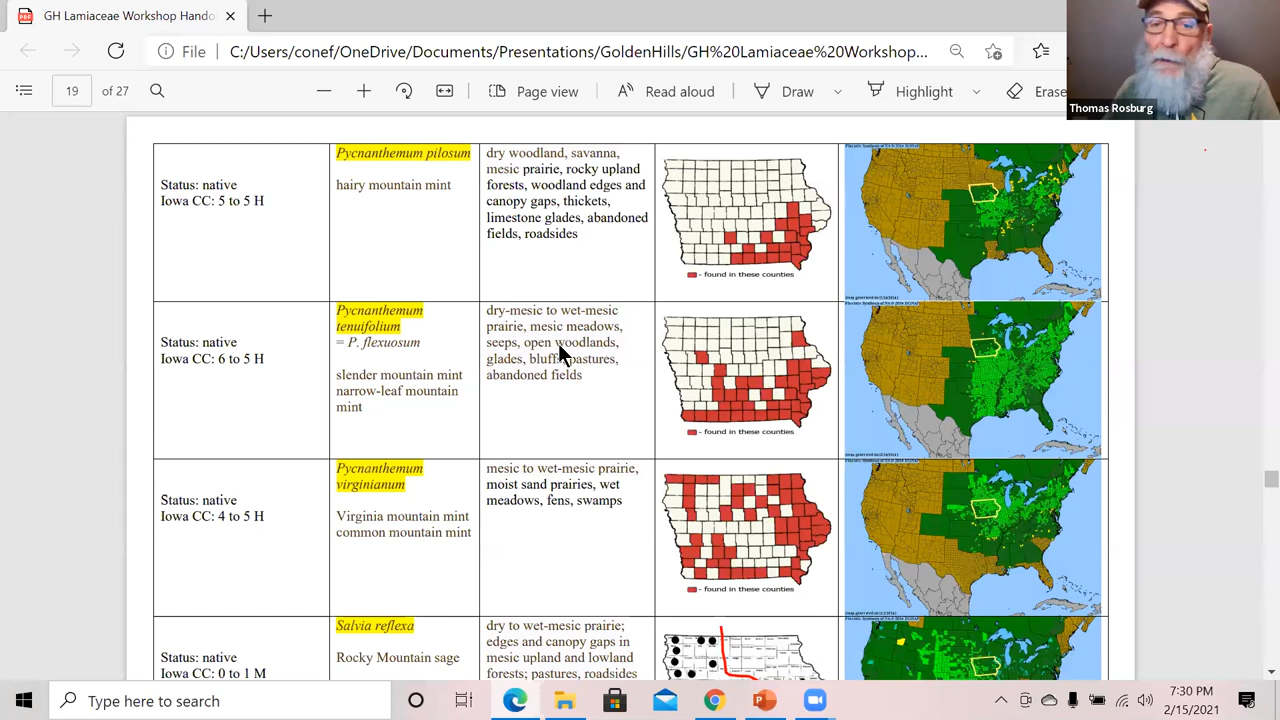 GH Lamiaceae Workshop Hando
File
C:/Users/conef/OneDrive/Documents/Presentations/GoldenHills/GH%20Lamiaceae%20Workshop...
19 of 27
Page view
Read aloud
Draw
Highlight
Erase
Thomas Rosburg
Status: native
Iowa CC: 5 to 5 H
Pycnanthemum pilosum
hairy mountain mint
dry woodland, savanna,
mesic prairie, rocky upland
forests, woodland edges and
canopy gaps, thickets,
limestone glades, abandoned
fields, roadsides
- found in these counties
Status: native
Iowa CC: 6 to 5 H
Pycnanthemum
tenuifolium
= P. flexuosum
slender mountain mint
narrow-leaf mountain
mint
dry-mesic to wet-mesic
prairie, mesic meadows,
seeps, open woodlands,
glades, bluffs, pastures,
abandoned fields
- found in these counties
Status: native
Iowa CC: 4 to 5 H
Pycnanthemum
virginianum
Virginia mountain mint
common mountain mint
mesic to wet-mesic prairie,
moist sand prairies, wet
meadows, fens, swamps
- found in these counties
Status: native
Iowa CC: 0 to 1 M
Salvia reflexa
Rocky Mountain sage
dry to wet-mesic prairie;
edges and canopy gaps in
mesic upland and lowland
forests; pastures, roadsides
Type here to search
7:30 PM
2/15/2021